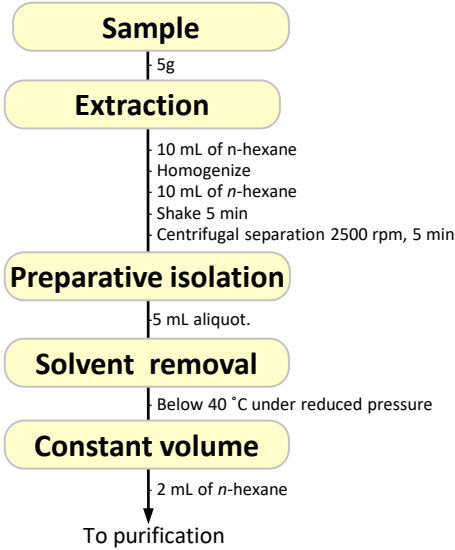 Sample
- 5g
Extraction
- 10 mL of n-hexane
- Homogenize
- 10 mL of n-hexane
- Shake 5 min
- Centrifugal separation 2500 rpm, 5 min
Preparative isolation
-5 mL aliquot.
Solvent removal
- Below 40 ˚C under reduced pressure
Constant volume
- 2 mL of n-hexane
To purification